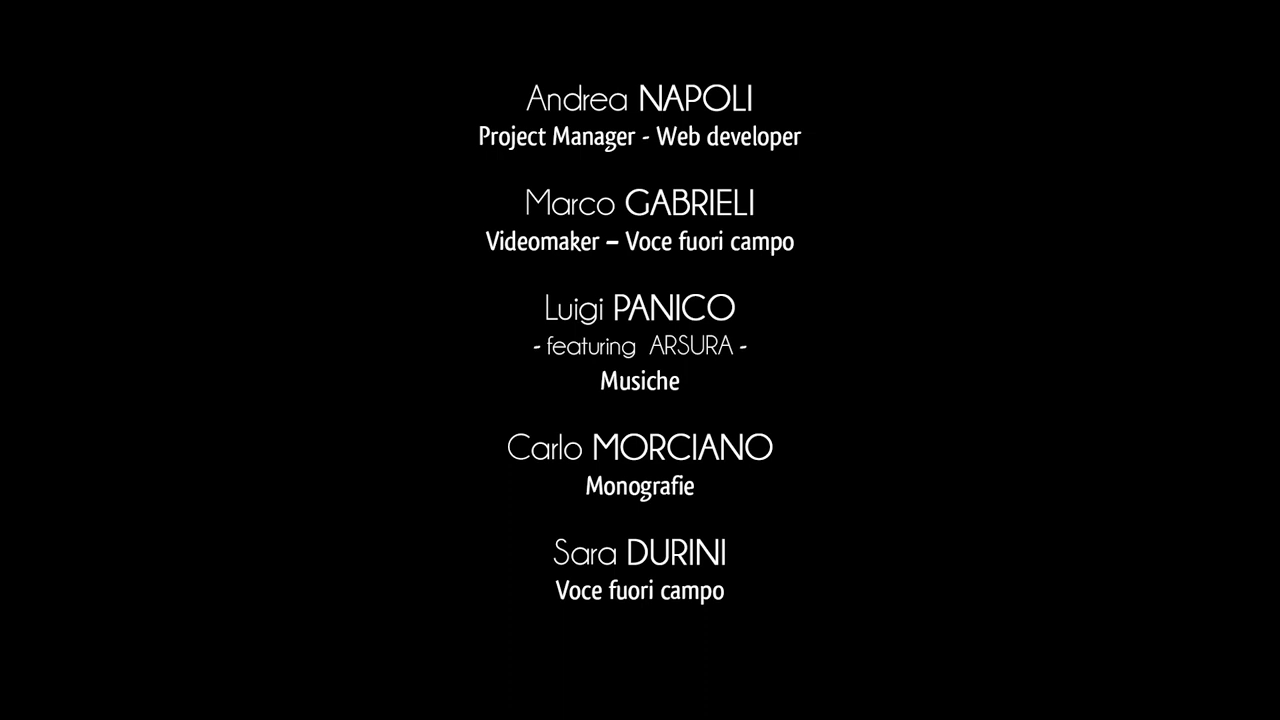 Andrea NAPOLI
Project Manager - Web developer
Marco GABRIELI
Videomaker – Voce fuori campo
Luigi PANICO
- featuring ARSURA -
Musiche
Carlo MORCIANO
Monografie
Sara DURINI
Voce fuori campo